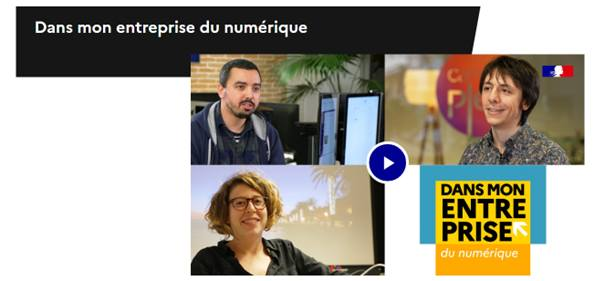 Dans mon entreprise du numérique
DANS MON
ENTRE
PRISE
du numérique